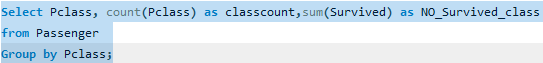 Select Pclass, count(Pclass) as classcount,sum(Survived) as NO_Survived_class
from Passenger
Group by Pclass;